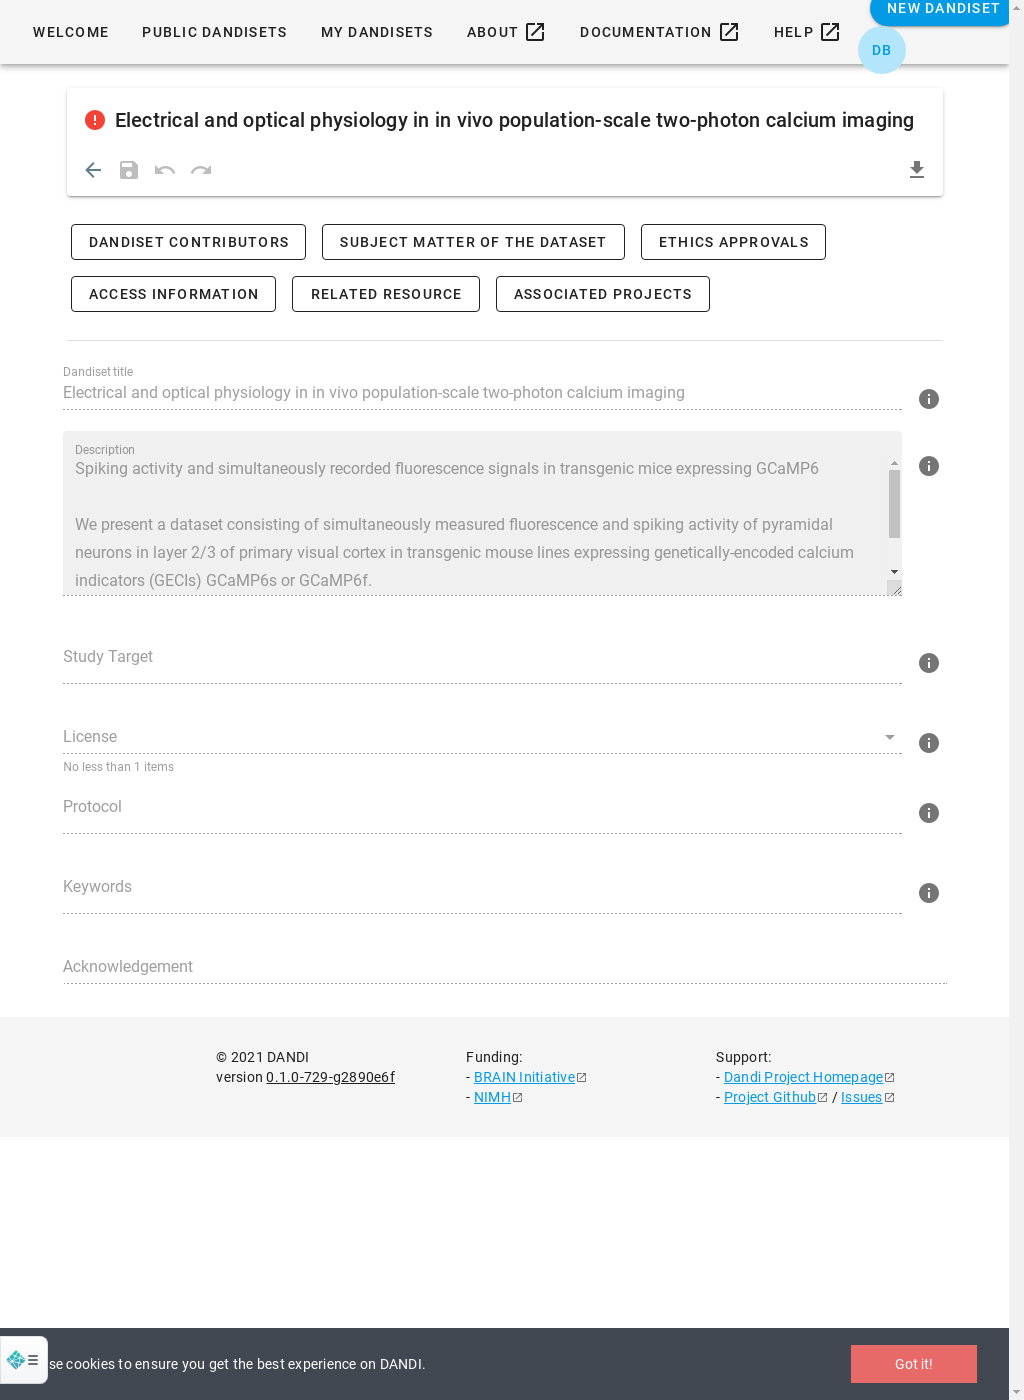 NEW DANDISET
WELCOME
PUBLIC DANDISETS
MY DANDISETS
ABOUT
DOCUMENTATION
HELP
DB
Electrical and optical physiology in in vivo population-scale two-photon calcium imaging
DANDISET CONTRIBUTORS
SUBJECT MATTER OF THE DATASET
ETHICS APPROVALS
ACCESS INFORMATION
RELATED RESOURCE
ASSOCIATED PROJECTS
Dandiset title
Electrical and optical physiology in in vivo population-scale two-photon calcium imaging
Description
Spiking activity and simultaneously recorded fluorescence signals in transgenic mice expressing GCaMP6
We present a dataset consisting of simultaneously measured fluorescence and spiking activity of pyramidal
neurons in layer 2/3 of primary visual cortex in transgenic mouse lines expressing genetically-encoded calcium
indicators (GECIs) GCaMP6s or GCaMP6f.
Study Target
License
No less than 1 items
Protocol
Keywords
Acknowledgement
© 2021 DANDI
version 0.1.0-729-g2890e6f
Funding:
- BRAIN Initiative
- NIMH
Support:
- Dandi Project Homepage
- Project Github / Issues
se cookies to ensure you get the best experience on DANDI.
Got it!